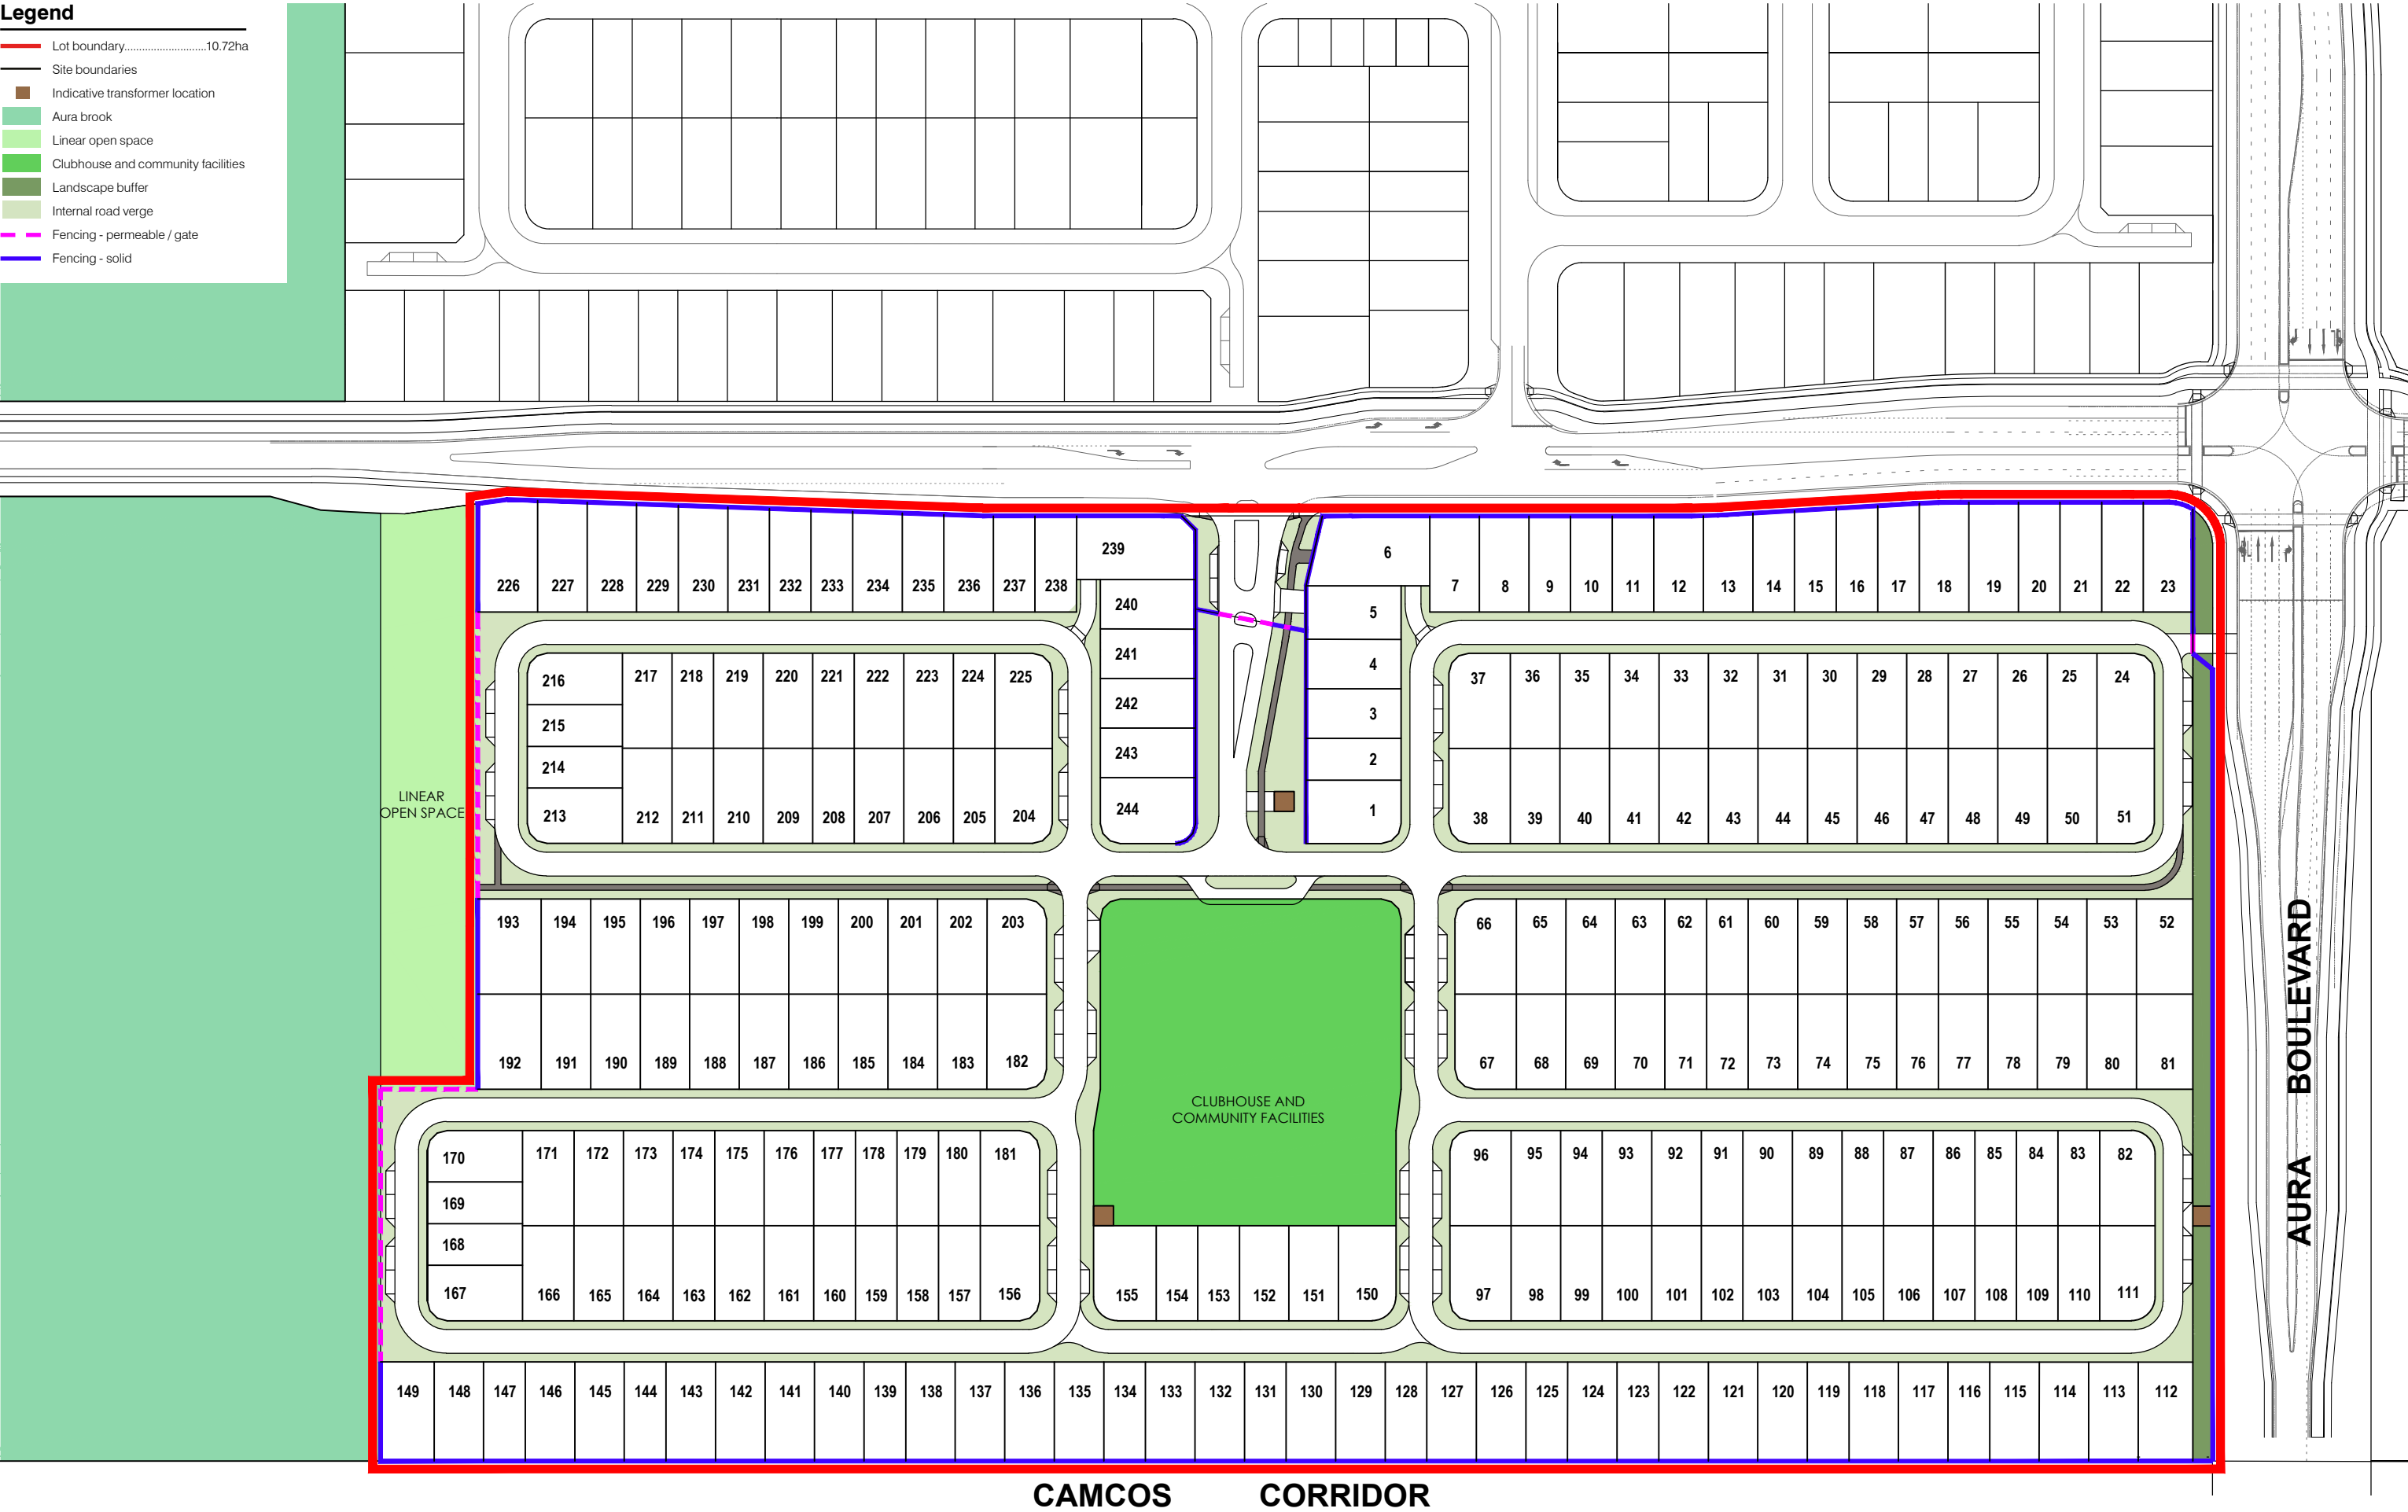 Legend
Lot boundary............................10.72ha
Site boundaries
Indicative transformer location
Aura brook
Linear open space
Clubhouse and community facilities
Landscape buffer
Internal road verge
Fencing - permeable / gate
Fencing - solid
239
6
226 227 228 229 230 231 232 233 234 235 236 237 238
7 8 9 10 11 12 13 14 15 16 17 18 19 20 21 22 23
240
5
241
4
242
3
243
2
244
1
216
217 218 219 220 221 222 223 224 225
37 36 35 34 33 32 31 30 29 28 27 26 25 24
215
214
213
212 211 210 209 208 207 206 205 204
38 39 40 41 42 43 44 45 46 47 48 49 50 51
LINEAR
OPEN SPACE
193 194 195 196 197 198 199 200 201 202 203
66 65 64 63 62 61 60 59 58 57 56 55 54 53 52
192 191 190 189 188 187 186 185 184 183 182
67 68 69 70 71 72 73 74 75 76 77 78 79 80 81
CLUBHOUSE AND
COMMUNITY FACILITIES
170
171 172 173 174 175 176 177 178 179 180 181
96 95 94 93 92 91 90 89 88 87 86 85 84 83 82
169
168
167
166 165 164 163 162 161 160 159 158 157 156
155 154 153 152 151 150
97 98 99 100 101 102 103 104 105 106 107 108 109 110 111
149 148 147 146 145 144 143 142 141 140 139 138 137 136 135 134 133 132 131 130 129 128 127 126 125 124 123 122 121 120 119 118 117 116 115 114 113 112
AURA BOULEVARD
CAMCOS CORRIDOR